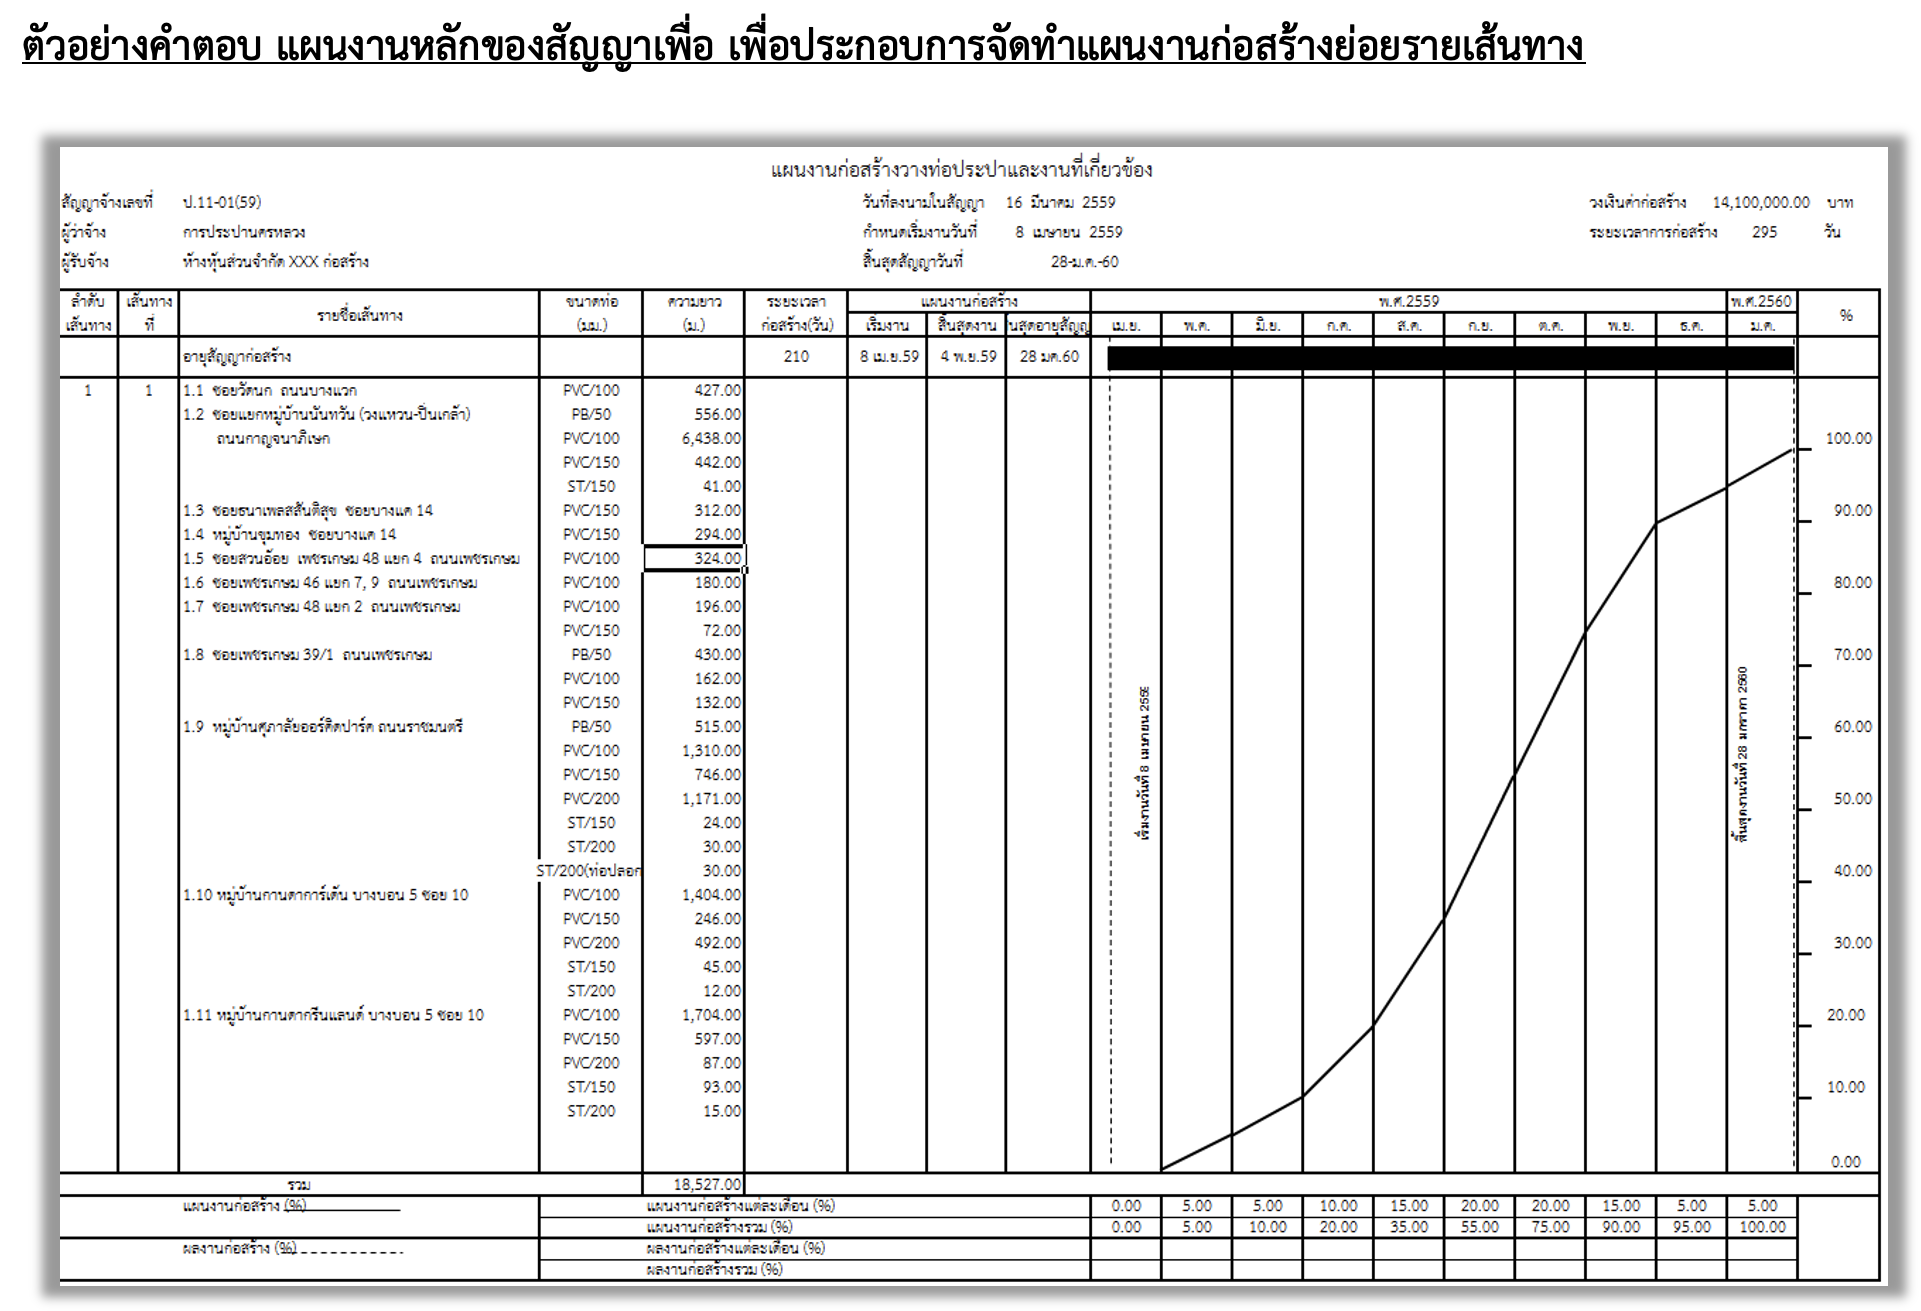 ตัวอย่างคำตอบ แผนงานหลักของสัญญาเพื่อ เพื่อประกอบการจัดทำแผนงานก่อสร้างย่อยรายเส้นทาง
แผนงานก่อสร้างวางท่อประปาและงานที่เกี่ยวข้อง
สัญญาจ้างเลขที่ ป.11-01(59) วันที่ลงนามในสัญญา 16 มีนาคม 2559 วงเงินค่าก่อสร้าง 14,100,000.00 บาท
ผู้ว่าจ้าง การประปานครหลวง กำหนดเริ่มงานวันที่ 8 เมษายน 2559 ระยะเวลาการก่อสร้าง 295 วัน
ผู้รับจ้าง ห้างหุ้นส่วนจำกัด XXX ก่อสร้าง สิ้นสุดสัญญาวันที่ 28-ม.ค.-60
ลำดับ เส้นทาง รายชื่อเส้นทาง ขนาดท่อ ความยาว ระยะเวลา แผนงานก่อสร้าง พ.ศ.2559 พ.ศ.2560 %
เส้นทาง ที่ (มม.) (ม.) ก่อสร้าง(วัน) เริ่มงาน สิ้นสุดงาน นสุดอายุสัญญ เม.ย. พ.ค. มิ.ย. ก.ค. ส.ค. ก.ย. ต.ค. พ.ย. ธ.ค. ม.ค.
อายุสัญญาก่อสร้าง 210 8 เม.ย.59 4 พ.ย.59 28 มค.60
1 1 1.1 ซอยวัดนก ถนนบางแวก PVC/100 427.00
1.2 ซอยแยกหมู่บ้านนันทวัน (วงแหวน-ปิ่นเกล้า) PB/50 556.00
ถนนกาญจนาภิเษก PVC/100 6,438.00 100.00
PVC/150 442.00
ST/150 41.00
1.3 ซอยธนาเพลสสันติสุข ซอยบางแค 14 PVC/150 312.00 90.00
1.4 หมู่บ้านขุมทอง ซอยบางแค 14 PVC/150 294.00
1.5 ซอยสวนอ้อย เพชรเกษม 48 แยก 4 ถนนเพชรเกษม PVC/100 324.00
1.6 ซอยเพชรเกษม 46 แยก 7, 9 ถนนเพชรเกษม PVC/100 180.00 80.00
1.7 ซอยเพชรเกษม 48 แยก 2 ถนนเพชรเกษม PVC/100 196.00
PVC/150 72.00
1.8 ซอยเพชรเกษม 39/1 ถนนเพชรเกษม PB/50 430.00 70.00
PVC/100 162.00
PVC/150 132.00
1.9 หมู่บ้านศุภาลัยออร์คิดปาร์ค ถนนราชมนตรี PB/50 515.00 60.00
PVC/100 1,310.00
PVC/150 746.00
PVC/200 1,171.00 50.00
ST/150 24.00
ST/200 30.00
ST/200(ท่อปลอก 30.00 40.00
1.10 หมู่บ้านกานดาการ์เด้น บางบอน 5 ซอย 10 PVC/100 1,404.00
PVC/150 246.00
PVC/200 492.00 30.00
ST/150 45.00
ST/200 12.00
1.11 หมู่บ้านกานดากรีนแลนด์ บางบอน 5 ซอย 10 PVC/100 1,704.00 20.00
PVC/150 597.00
PVC/200 87.00
ST/150 93.00 10.00
ST/200 15.00
0.00
เริ่มงานวันที่ 8 เมษายน 2559
สิ้นสุดงานวันที่ 28 มกราคม 2560
รวม 18,527.00
แผนงานก่อสร้าง (%) แผนงานก่อสร้างแต่ละเดือน (%) 0.00 5.00 5.00 10.00 15.00 20.00 20.00 15.00 5.00 5.00
แผนงานก่อสร้างรวม (%) 0.00 5.00 10.00 20.00 35.00 55.00 75.00 90.00 95.00 100.00
ผลงานก่อสร้าง (%) ผลงานก่อสร้างแต่ละเดือน (%)
ผลงานก่อสร้างรวม (%)